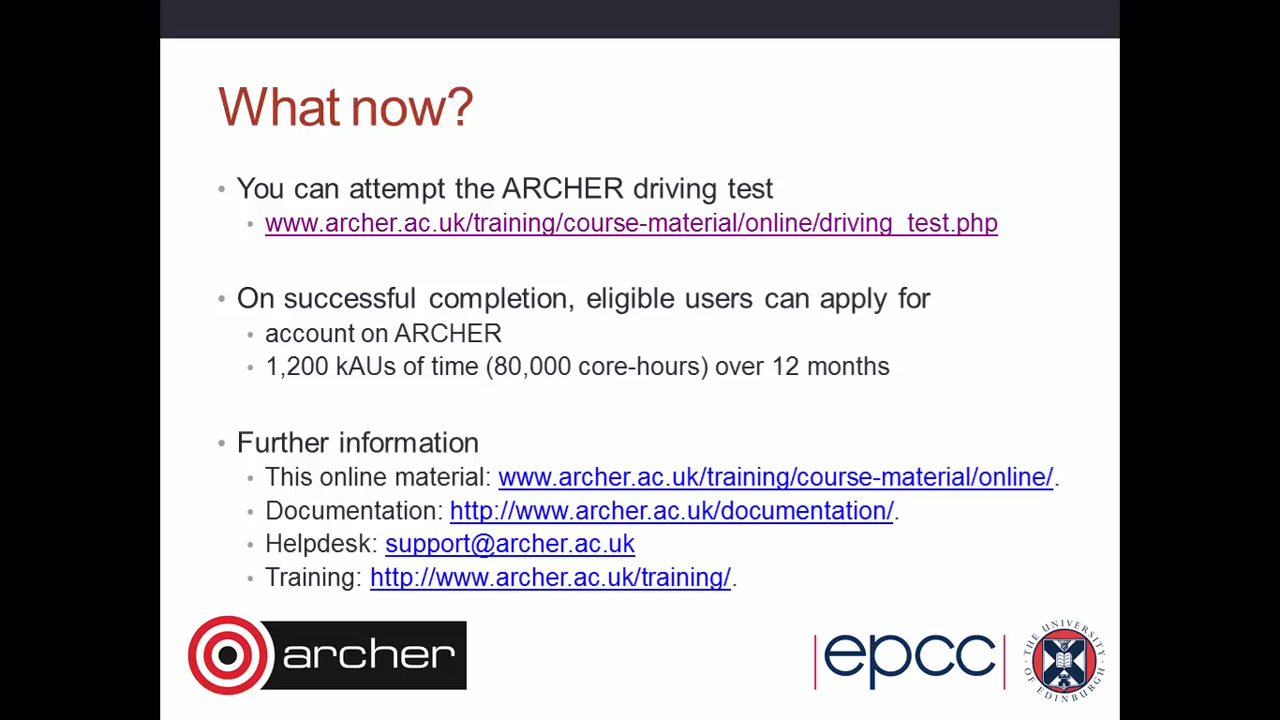 What now?
• You can attempt the ARCHER driving test
• www.archer.ac.uk/training/course-material/online/driving_test.php
• On successful completion, eligible users can apply for
• account on ARCHER
• 1,200 kAUs of time (80,000 core-hours) over 12 months
• Further information
• This online material: www.archer.ac.uk/training/course-material/online/.
• Documentation: http://www.archer.ac.uk/documentation/.
• Helpdesk: support@archer.ac.uk
• Training: http://www.archer.ac.uk/training/.
archer
epcc
THE UNIVERSITY OF EDINBURGH